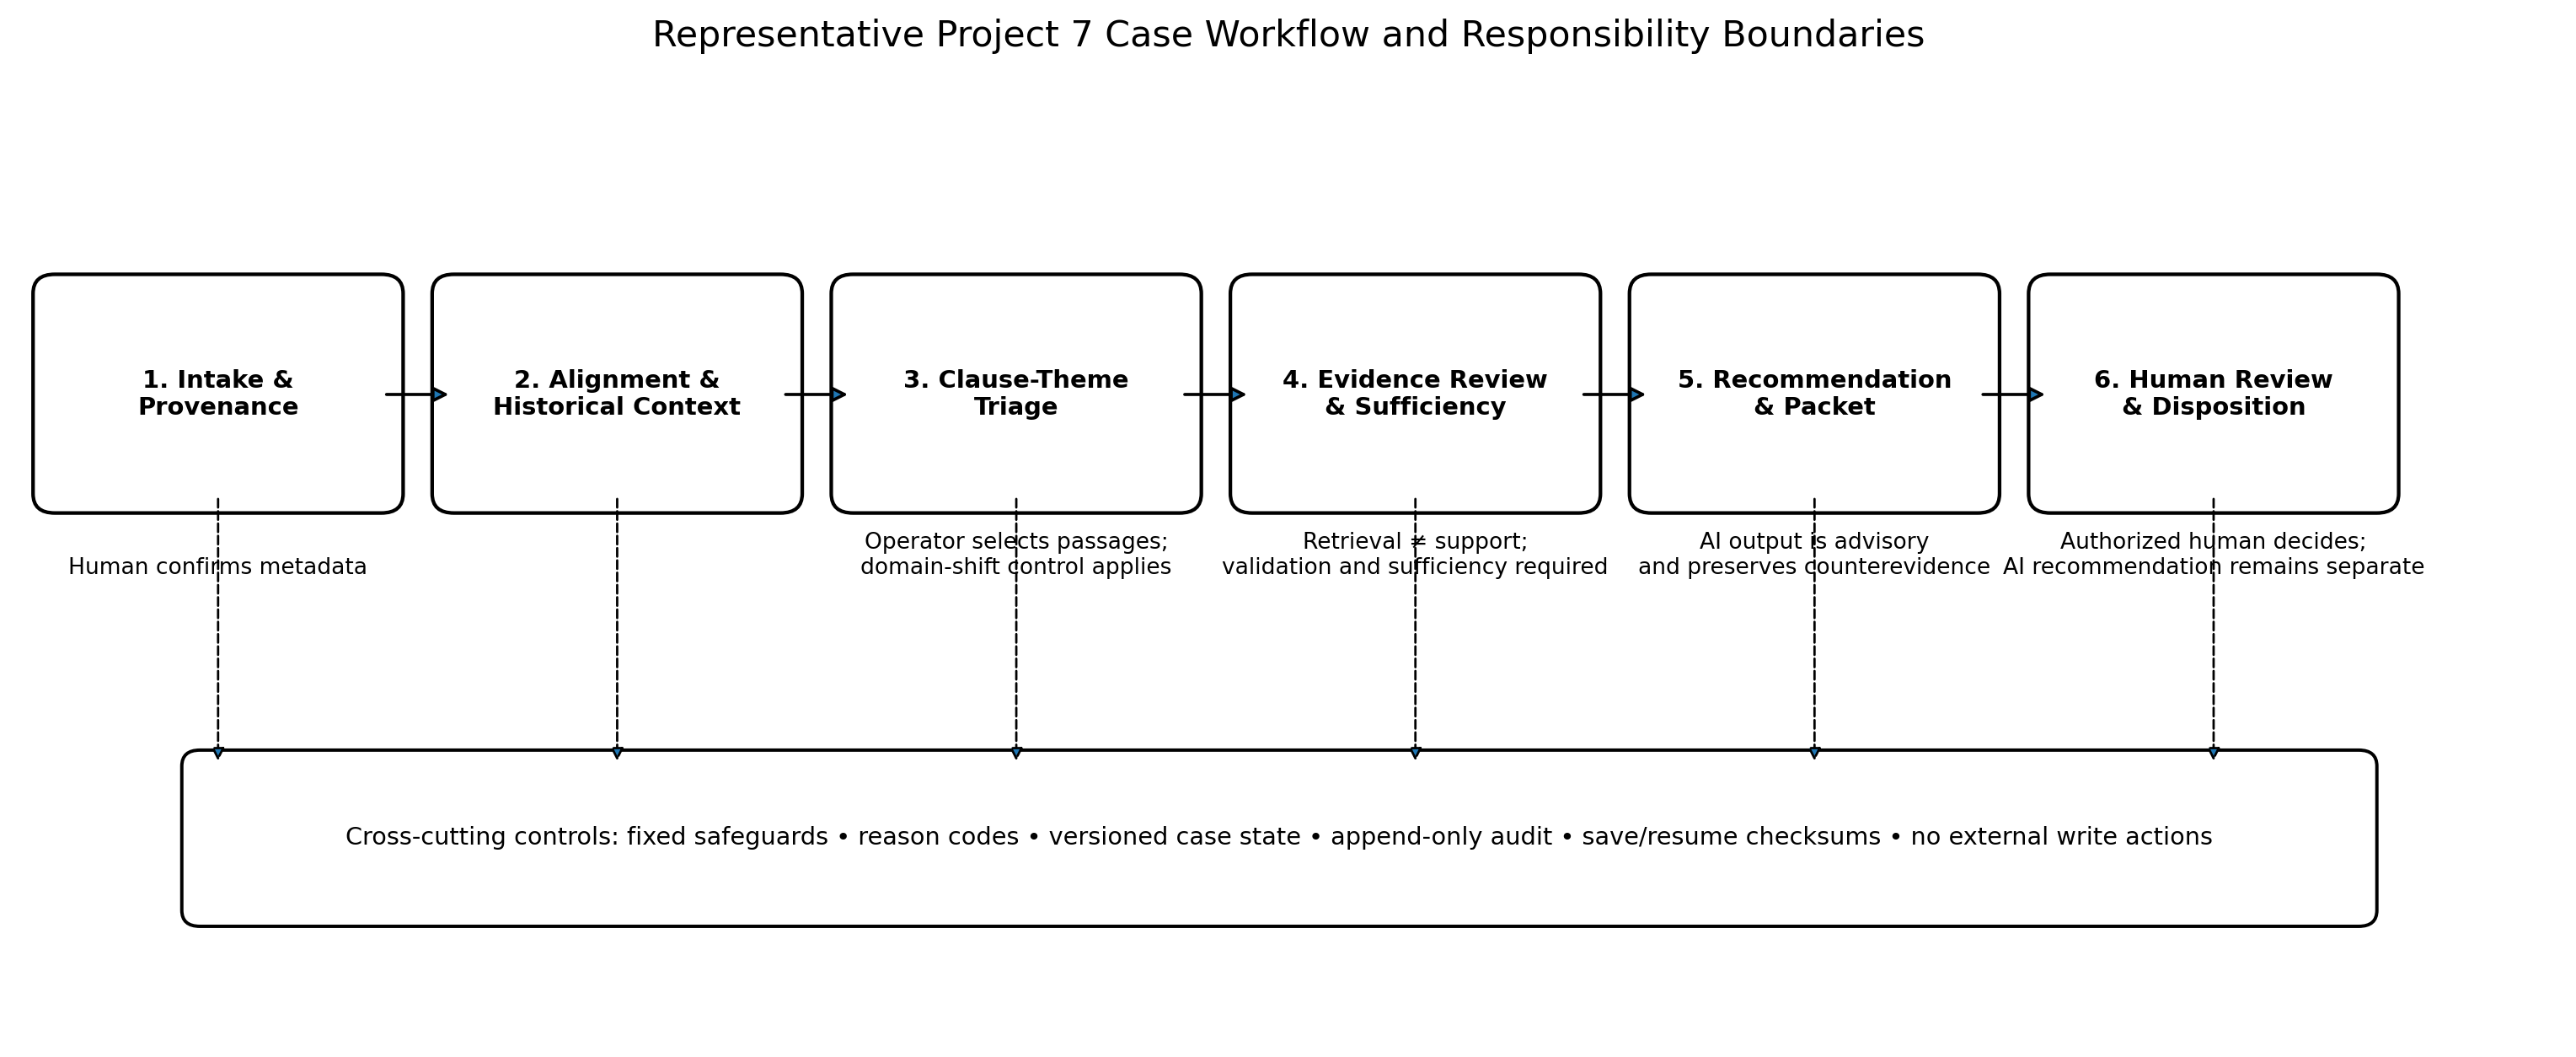 Representative Project 7 Case Workflow and Responsibility Boundaries
1. Intake &
Provenance
2. Alignment &
Historical Context
3. Clause-Theme
Triage
4. Evidence Review
& Sufficiency
5. Recommendation
& Packet
6. Human Review
& Disposition
Human confirms metadata
Operator selects passages;
domain-shift control applies
Retrieval ≠ support;
validation and sufficiency required
AI output is advisory
and preserves counterevidence
Authorized human decides;
AI recommendation remains separate
Cross-cutting controls: fixed safeguards • reason codes • versioned case state • append-only audit • save/resume checksums • no external write actions